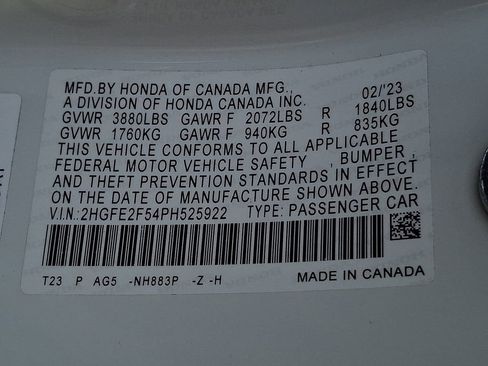 MFD.BY HONDA OF CANADA MFG., 02/'23
A DIVISION OF HONDA CANADA INC.
GVWR 3880LBS GAWR F 2072LBS R 1840LBS
GVWR 1760KG GAWR F 940KG R 835KG
THIS VEHICLE CONFORMS TO ALL APPLICABLE
FEDERAL MOTOR VEHICLE SAFETY , BUMPER ,
AND THEFT PREVENTION STANDARDS IN EFFECT
ON THE DATE OF MANUFACTURE SHOWN ABOVE.
V.I.N:2HGFE2F54PH525922 TYPE: PASSENGER CAR
T23 P AG5 -NH883P -Z -H MADE IN CANADA